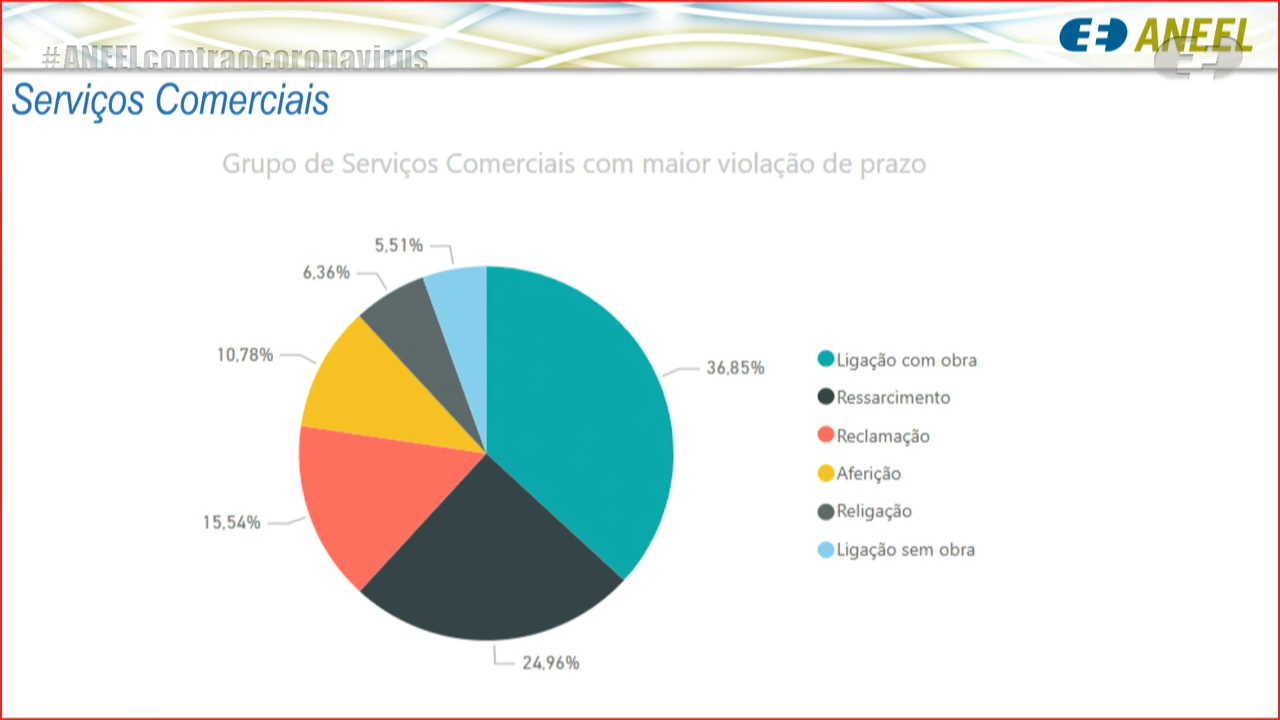 #ANEELcontraocoronavirus
ANEEL
Serviços Comerciais
Grupo de Serviços Comerciais com maior violação de prazo
5,51%
6,36%
10,78%
36,85%
15,54%
24,96%
Ligação com obra
Ressarcimento
Reclamação
Aferição
Religação
Ligação sem obra